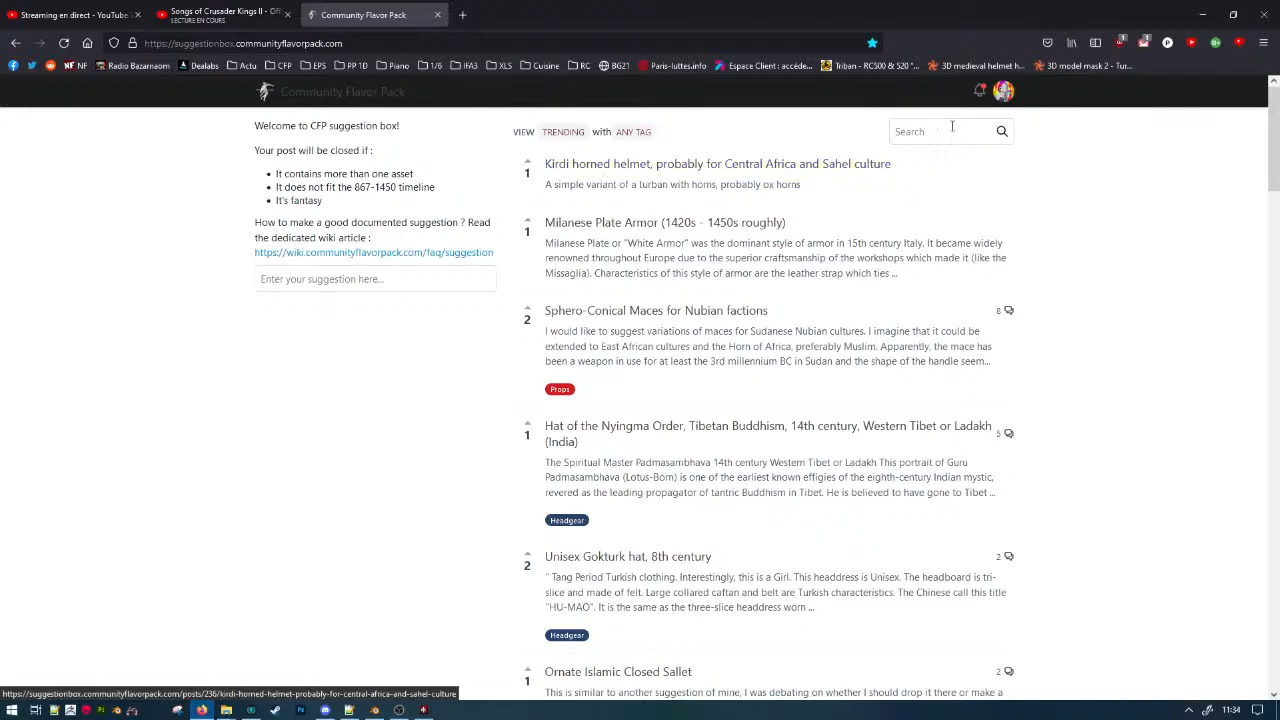 Streaming en direct - YouTube
Songs of Crusader Kings II - Offi
LECTURE EN COURS
Community Flavor Pack
https://suggestionbox.communityflavorpack.com
NF
Radio Bazarnaom
Dealabs
Actu
CFP
EPS
PP 1D
Piano
1/6
IFA3
XLS
Cuisine
RC
BG21
Paris-luttes.info
Espace Client : accéde...
Triban - RC500 & 520 "...
3D medieval helmet h...
3D model mask 2 - Tur...
Community Flavor Pack
Welcome to CFP suggestion box!
Your post will be closed if :
It contains more than one asset
It does not fit the 867-1450 timeline
It's fantasy
How to make a good documented suggestion ? Read
the dedicated wiki article :
https://wiki.communityflavorpack.com/faq/suggestion
Enter your suggestion here...
VIEW TRENDING with ANY TAG
Search
1
Kirdi horned helmet, probably for Central Africa and Sahel culture
A simple variant of a turban with horns, probably ox horns
1
Milanese Plate Armor (1420s - 1450s roughly)
Milanese Plate or "White Armor" was the dominant style of armor in 15th century Italy. It became widely
renowned throughout Europe due to the superior craftsmanship of the workshops which made it (like the
Missaglia). Characteristics of this style of armor are the leather strap which ties ...
2
Sphero-Conical Maces for Nubian factions
8
I would like to suggest variations of maces for Sudanese Nubian cultures. I imagine that it could be
extended to East African cultures and the Horn of Africa, preferably Muslim. Apparently, the mace has
been a weapon in use for at least the 3rd millennium BC in Sudan and the shape of the handle seem...
Props
1
Hat of the Nyingma Order, Tibetan Buddhism, 14th century, Western Tibet or Ladakh
(India)
5
The Spiritual Master Padmasambhava 14th century Western Tibet or Ladakh This portrait of Guru
Padmasambhava (Lotus-Born) is one of the earliest known effigies of the eighth-century Indian mystic,
revered as the leading propagator of tantric Buddhism in Tibet. He is believed to have gone to Tibet ...
Headgear
2
Unisex Gokturk hat, 8th century
2
" Tang Period Turkish clothing. Interestingly, this is a Girl. This headdress is Unisex. The headboard is tri-
slice and made of felt. Large collared caftan and belt are Turkish characteristics. The Chinese call this title
"HU-MAO". It is the same as the three-slice headdress worn ...
Headgear
1
Ornate Islamic Closed Sallet
2
This is similar to another suggestion of mine, I was debating on whether I should drop it there or make a
https://suggestionbox.communityflavorpack.com/posts/236/kirdi-horned-helmet-probably-for-central-africa-and-sahel-culture
11:34